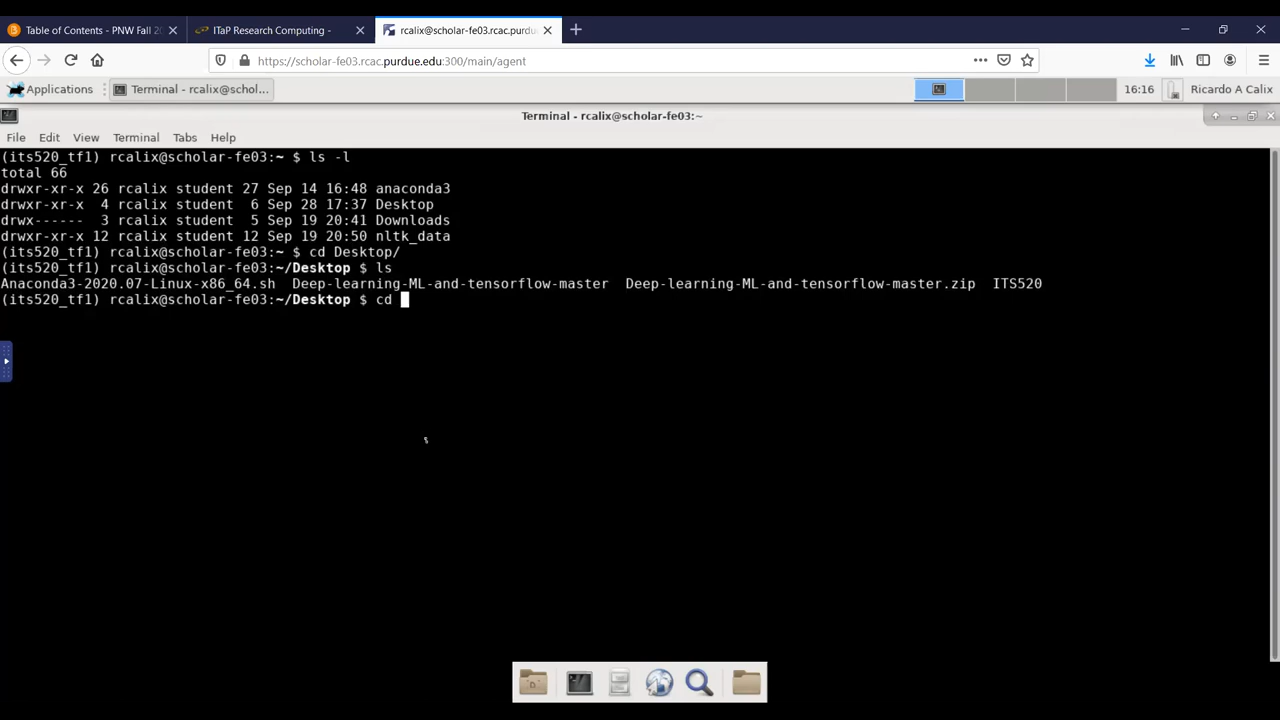 Table of Contents - PNW Fall 20
ITaP Research Computing -
rcalix@scholar-fe03.rcac.purdu
https://scholar-fe03.rcac.purdue.edu:300/main/agent
Applications
Terminal - rcalix@schol...
16:16
Ricardo A Calix
Terminal - rcalix@scholar-fe03:~
File Edit View Terminal Tabs Help
(its520_tf1) rcalix@scholar-fe03:~ $ ls -l
total 66
drwxr-xr-x 26 rcalix student 27 Sep 14 16:48 anaconda3
drwxr-xr-x  4 rcalix student  6 Sep 28 17:37 Desktop
drwx------  3 rcalix student  5 Sep 19 20:41 Downloads
drwxr-xr-x 12 rcalix student 12 Sep 19 20:50 nltk_data
(its520_tf1) rcalix@scholar-fe03:~ $ cd Desktop/
(its520_tf1) rcalix@scholar-fe03:~/Desktop $ ls
Anaconda3-2020.07-Linux-x86_64.sh  Deep-learning-ML-and-tensorflow-master  Deep-learning-ML-and-tensorflow-master.zip  ITS520
(its520_tf1) rcalix@scholar-fe03:~/Desktop $ cd